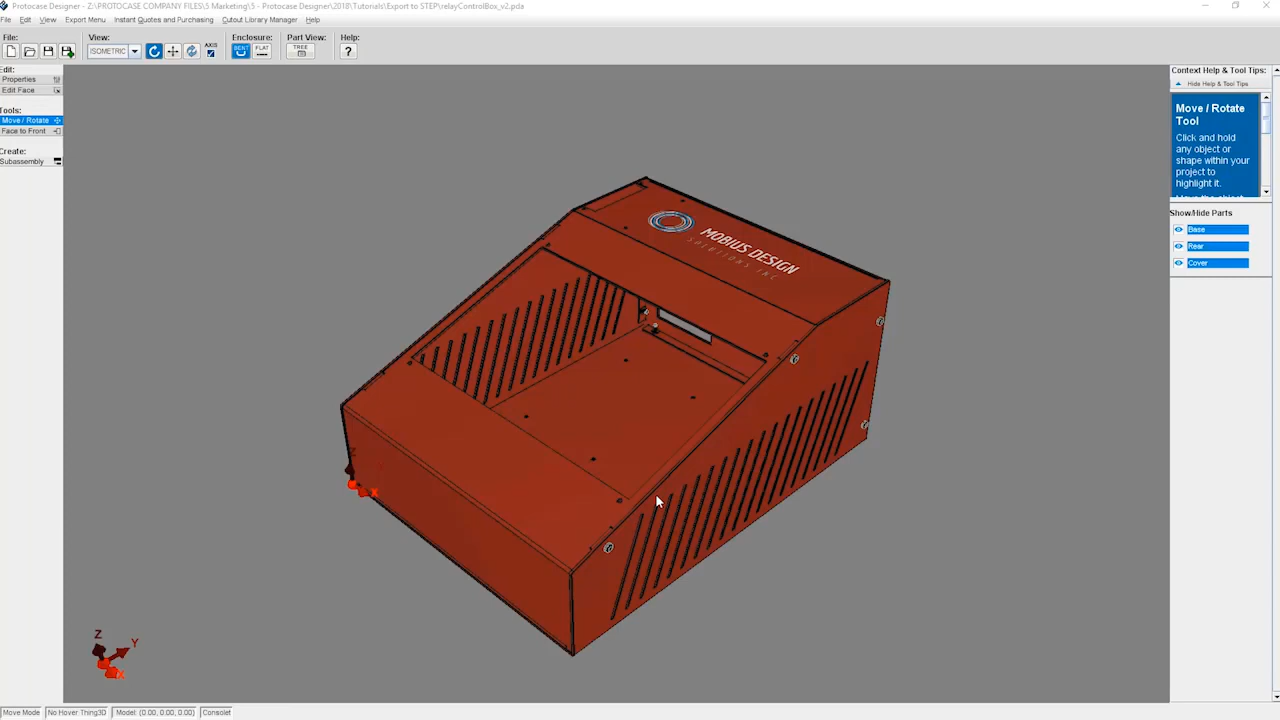 Protocase Designer - Z:\PROTOCASE COMPANY FILES\5 Marketing\5 - Protocase Designer\2018\Tutorials\Export to STEP\relayControlBox_v2.pda
File Edit View Export Menu Instant Quotes and Purchasing Cutout Library Manager Help
File: View: Enclosure: Part View: Help:
ISOMETRIC AXIS BENT FLAT TREE ?
Edit:
Properties
Edit Face
Tools:
Move / Rotate
Face to Front
Create:
Subassembly
Context Help & Tool Tips:
Hide Help & Tool Tips
Move / Rotate
Tool
Click and hold
any object or
shape within your
project to
highlight it.
Show/Hide Parts
Base
Rear
Cover
MOBIUS DESIGN
SOLUTIONS INC
Z
X
Z
Y
X
Move Mode No Hover Thing3D Model: (0.00, 0.00, 0.00) Consolet